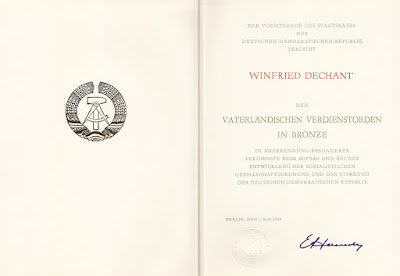 DER VORSITZENDE DES STAATSRATES
DER
DEUTSCHEN DEMOKRATISCHEN REPUBLIK
VERLEIHT
WINFRIED DECHANT
DEN
VATERLÄNDISCHEN VERDIENSTORDEN
IN BRONZE
IN ANERKENNUNG BESONDERER
VERDIENSTE BEIM AUFBAU UND BEI DER
ENTWICKLUNG DER SOZIALISTISCHEN
GESELLSCHAFTSORDNUNG UND DER STÄRKUNG
DER DEUTSCHEN DEMOKRATISCHEN REPUBLIK
BERLIN, DEN